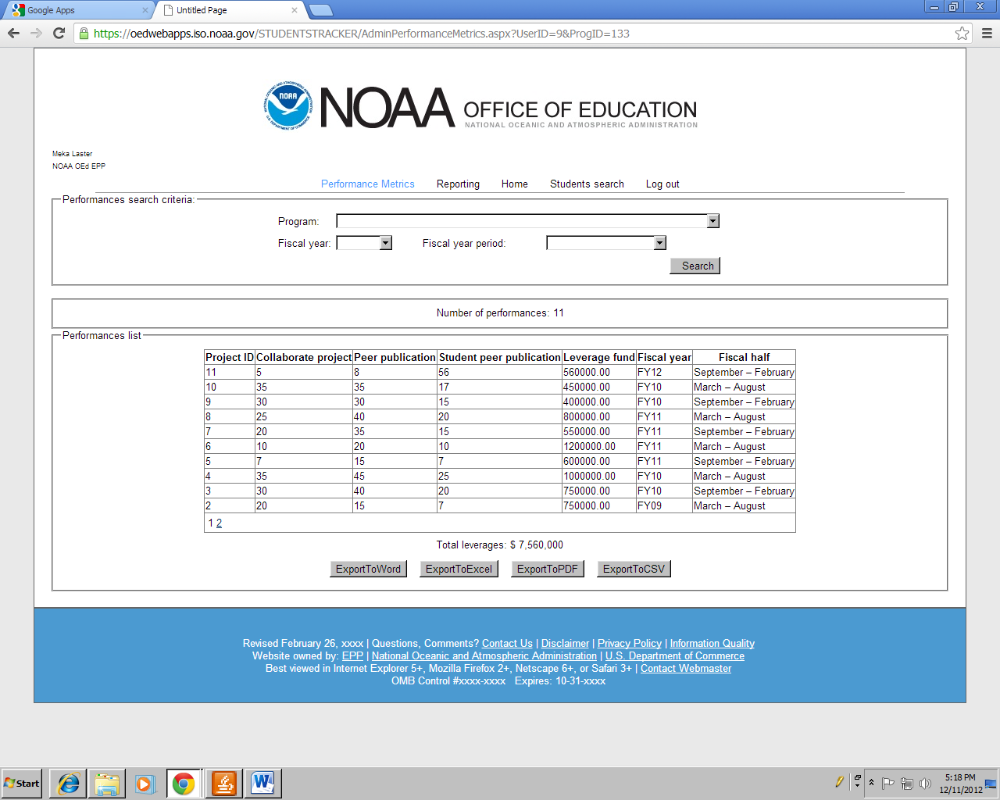 Google Apps
Untitled Page
https://oedwebapps.iso.noaa.gov/STUDENTSTRACKER/AdminPerformanceMetrics.aspx?UserID=9&ProgID=133
NOAA
NOAA OFFICE OF EDUCATION
NATIONAL OCEANIC AND ATMOSPHERIC ADMINISTRATION
Meka Laster
NOAA OEd EPP
Performance Metrics Reporting Home Students search Log out
Performances search criteria:
Program:
Fiscal year: Fiscal year period:
Search
Number of performances: 11
Performances list
Project ID Collaborate project Peer publication Student peer publication Leverage fund Fiscal year Fiscal half
11 5 8 56 560000.00 FY12 September – February
10 35 35 17 450000.00 FY10 March – August
9 30 30 15 400000.00 FY10 September – February
8 25 40 20 800000.00 FY11 March – August
7 20 35 15 550000.00 FY11 September – February
6 10 20 10 1200000.00 FY11 March – August
5 7 15 7 600000.00 FY11 September – February
4 35 45 25 1000000.00 FY10 March – August
3 30 40 20 750000.00 FY10 September – February
2 20 15 7 750000.00 FY09 March – August
1 2
Total leverages: $ 7,560,000
ExportToWord ExportToExcel ExportToPDF ExportToCSV
Revised February 26, xxxx | Questions, Comments? Contact Us | Disclaimer | Privacy Policy | Information Quality
Website owned by: EPP | National Oceanic and Atmospheric Administration | U.S. Department of Commerce
Best viewed in Internet Explorer 5+, Mozilla Firefox 2+, Netscape 6+, or Safari 3+ | Contact Webmaster
OMB Control #xxxx-xxxx Expires: 10-31-xxxx
Start
5:18 PM
12/11/2012